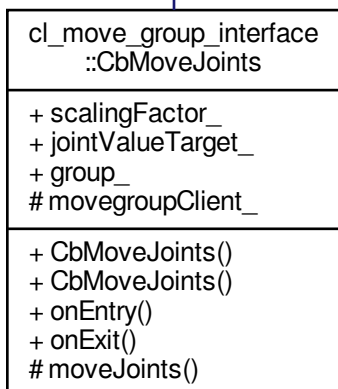 cl_move_group_interface
::CbMoveJoints
+ scalingFactor_
+ jointValueTarget_
+ group_
# movegroupClient_
+ CbMoveJoints()
+ CbMoveJoints()
+ onEntry()
+ onExit()
# moveJoints()